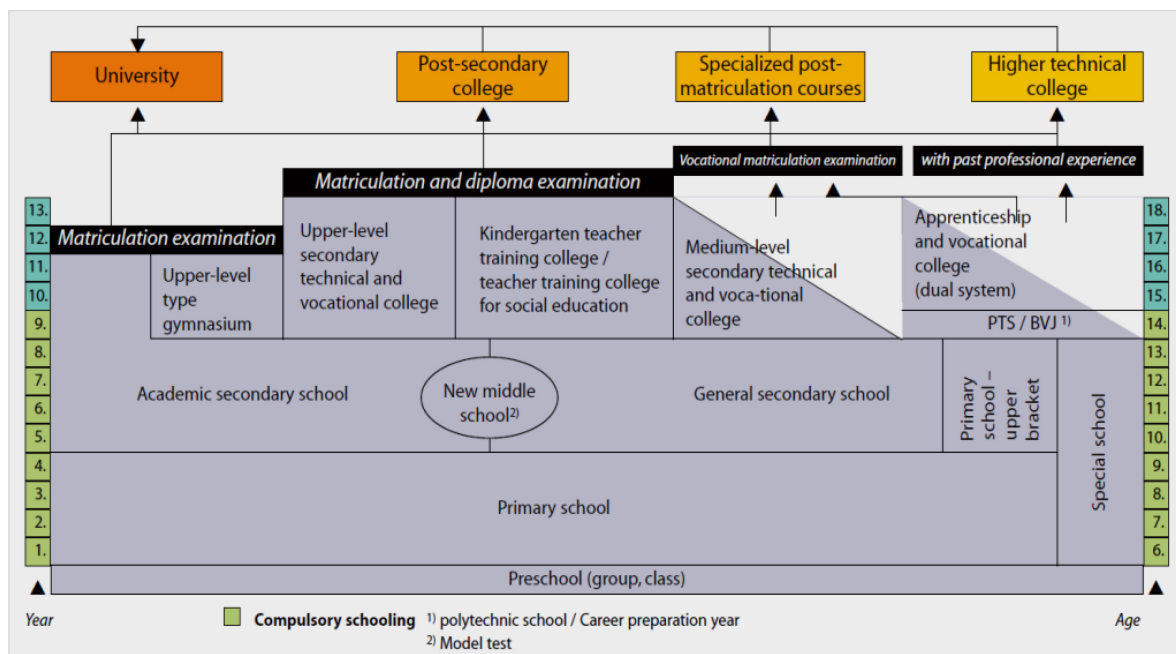 University
Post-secondary
college
Specialized post-
matriculation courses
Higher technical
college
Vocational matriculation examination
with past professional experience
Matriculation and diploma examination
Matriculation examination
13.
12.
11.
10.
9.
8.
7.
6.
5.
4.
3.
2.
1.
Upper-level
type
gymnasium
Upper-level
secondary
technical and
vocational college
Kindergarten teacher
training college /
teacher training college
for social education
Medium-level
secondary technical
and voca-tional
college
Apprenticeship
and vocational
college
(dual system)
PTS / BVJ 1)
18.
17.
16.
15.
14.
13.
12.
11.
10.
9.
8.
7.
6.
Academic secondary school
New middle
school2)
General secondary school
Primary
school –
upper
bracket
Special school
Primary school
Preschool (group, class)
Year
Compulsory schooling
1) polytechnic school / Career preparation year
2) Model test
Age